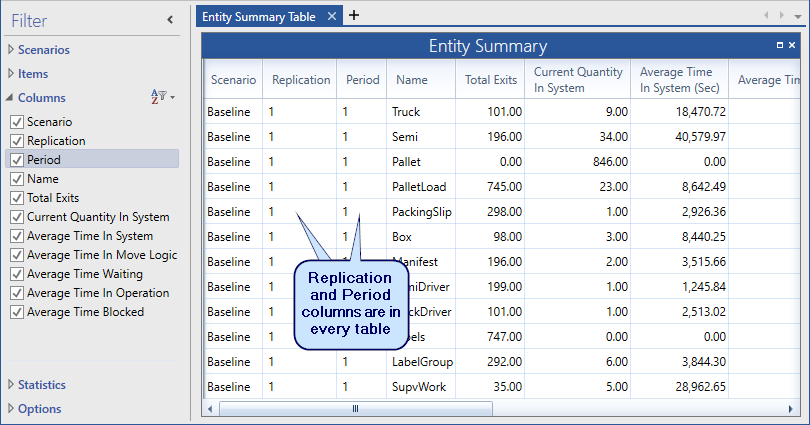 Filter
Scenarios
Items
Columns
Scenario
Replication
Period
Name
Total Exits
Current Quantity In System
Average Time In System
Average Time In Move Logic
Average Time Waiting
Average Time In Operation
Average Time Blocked
Statistics
Options
Entity Summary Table
Entity Summary
Scenario Replication Period Name Total Exits Current Quantity In System Average Time In System (Sec) Average Tim
Baseline 1 1 Truck 101.00 9.00 18,470.72
Baseline 1 1 Semi 196.00 34.00 40,579.97
Baseline 1 1 Pallet 0.00 846.00 0.00
Baseline 1 1 PalletLoad 745.00 23.00 8,642.49
Baseline 1 1 PackingSlip 298.00 1.00 2,926.36
Baseline 1 1 Box 98.00 3.00 8,440.25
Baseline 1 Manifest 196.00 2.00 3,515.66
Baseline 1 miDriver 199.00 1.00 1,245.84
Baseline 1 ckDriver 101.00 1.00 2,513.02
Baseline 1 els 747.00 0.00 0.00
Baseline 1 1 LabelGroup 292.00 6.00 3,844.30
Baseline 1 1 SupvWork 35.00 5.00 28,962.65
Replication
and Period
columns are in
every table